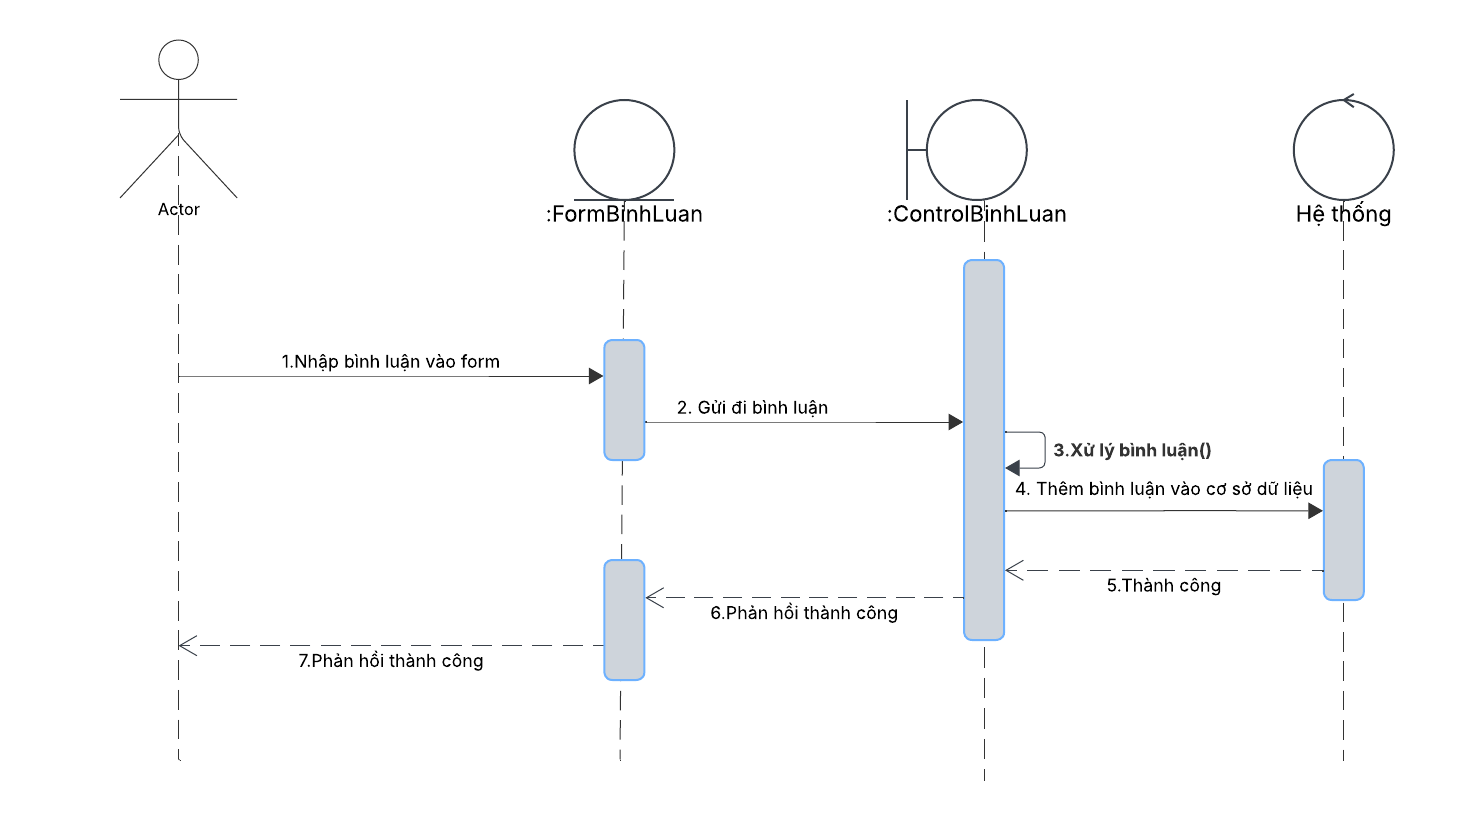 Actor
:FormBinhLuan
:ControlBinhLuan
Hệ thống
1.Nhập bình luận vào form
2. Gửi đi bình luận
3.Xử lý bình luận()
4. Thêm bình luận vào cơ sở dữ liệu
5.Thành công
6.Phản hồi thành công
7.Phản hồi thành công